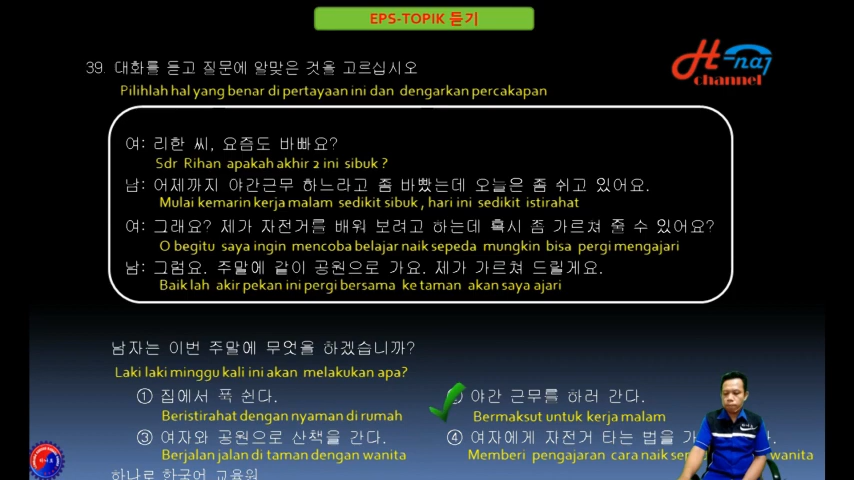 EPS-TOPIK 듣기
H-naj
channel
39. 대화를 듣고 질문에 알맞은 것을 고르십시오
Pilihlah hal yang benar di pertayaan ini dan dengarkan percakapan
여: 리한 씨, 요즘도 바빠요?
Sdr Rihan apakah akhir 2 ini sibuk ?
남: 어제까지 야간근무 하느라고 좀 바빴는데 오늘은 좀 쉬고 있어요.
Mulai kemarin kerja malam sedikit sibuk , hari ini sedikit istirahat
여: 그래요? 제가 자전거를 배워 보려고 하는데 혹시 좀 가르쳐 줄 수 있어요?
O begitu saya ingin mencoba belajar naik sepeda mungkin bisa pergi mengajari
남: 그럼요. 주말에 같이 공원으로 가요. 제가 가르쳐 드릴게요.
Baik lah akir pekan ini pergi bersama ke taman akan saya ajari
남자는 이번 주말에 무엇을 하겠습니까?
Laki laki minggu kali ini akan melakukan apa?
① 집에서 푹 쉰다.
야간 근무를 하러 간다.
Beristirahat dengan nyaman di rumah
Bermaksut untuk kerja malam
③ 여자와 공원으로 산책을 간다.
④ 여자에게 자전거 타는 법을
Berjalan jalan di taman dengan wanita
Memberi pengajaran cara naik wanita
하나로 한국어 교육원